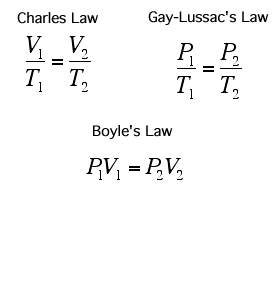 Charles Law
V₁/T₁ = V₂/T₂
Gay-Lussac's Law
P₁/T₁ = P₂/T₂
Boyle's Law
P₁V₁ = P₂V₂